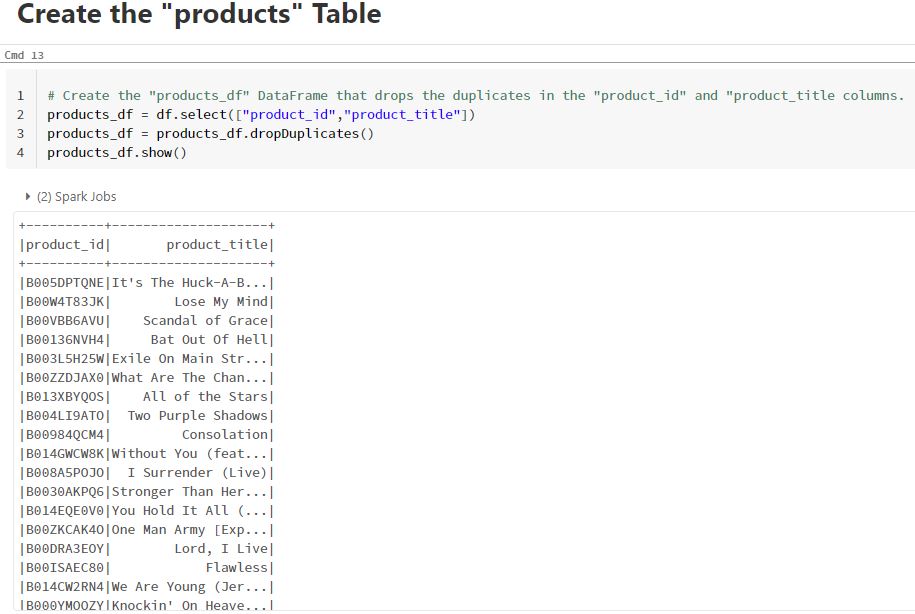 Create the "products" Table
Cmd 13
1 # Create the "products_df" DataFrame that drops the duplicates in the "product_id" and "product_title columns.
2 products_df = df.select(["product_id","product_title"])
3 products_df = products_df.dropDuplicates()
4 products_df.show()
(2) Spark Jobs
+----------+--------------------+
|product_id|       product_title|
+----------+--------------------+
|B005DPTQNE|It's The Huck-A-B...|
|B00W4T83JK|        Lose My Mind|
|B00VBB6AVU|    Scandal of Grace|
|B00136NVH4|     Bat Out Of Hell|
|B003L5H25W|Exile On Main Str...|
|B00ZZDJAX0|What Are The Chan...|
|B013XBYQOS|    All of the Stars|
|B004LI9ATO|  Two Purple Shadows|
|B00984QCM4|         Consolation|
|B014GWCW8K|Without You (feat...|
|B008A5POJO|  I Surrender (Live)|
|B0030AKPQ6|Stronger Than Her...|
|B014EQE0V0|You Hold It All (...|
|B00ZKCAK4O|One Man Army [Exp...|
|B00DRA3EOY|        Lord, I Live|
|B00ISAEC80|            Flawless|
|B014CW2RN4|We Are Young (Jer...|
|B000YMOOZY|Knockin' On Heave...|